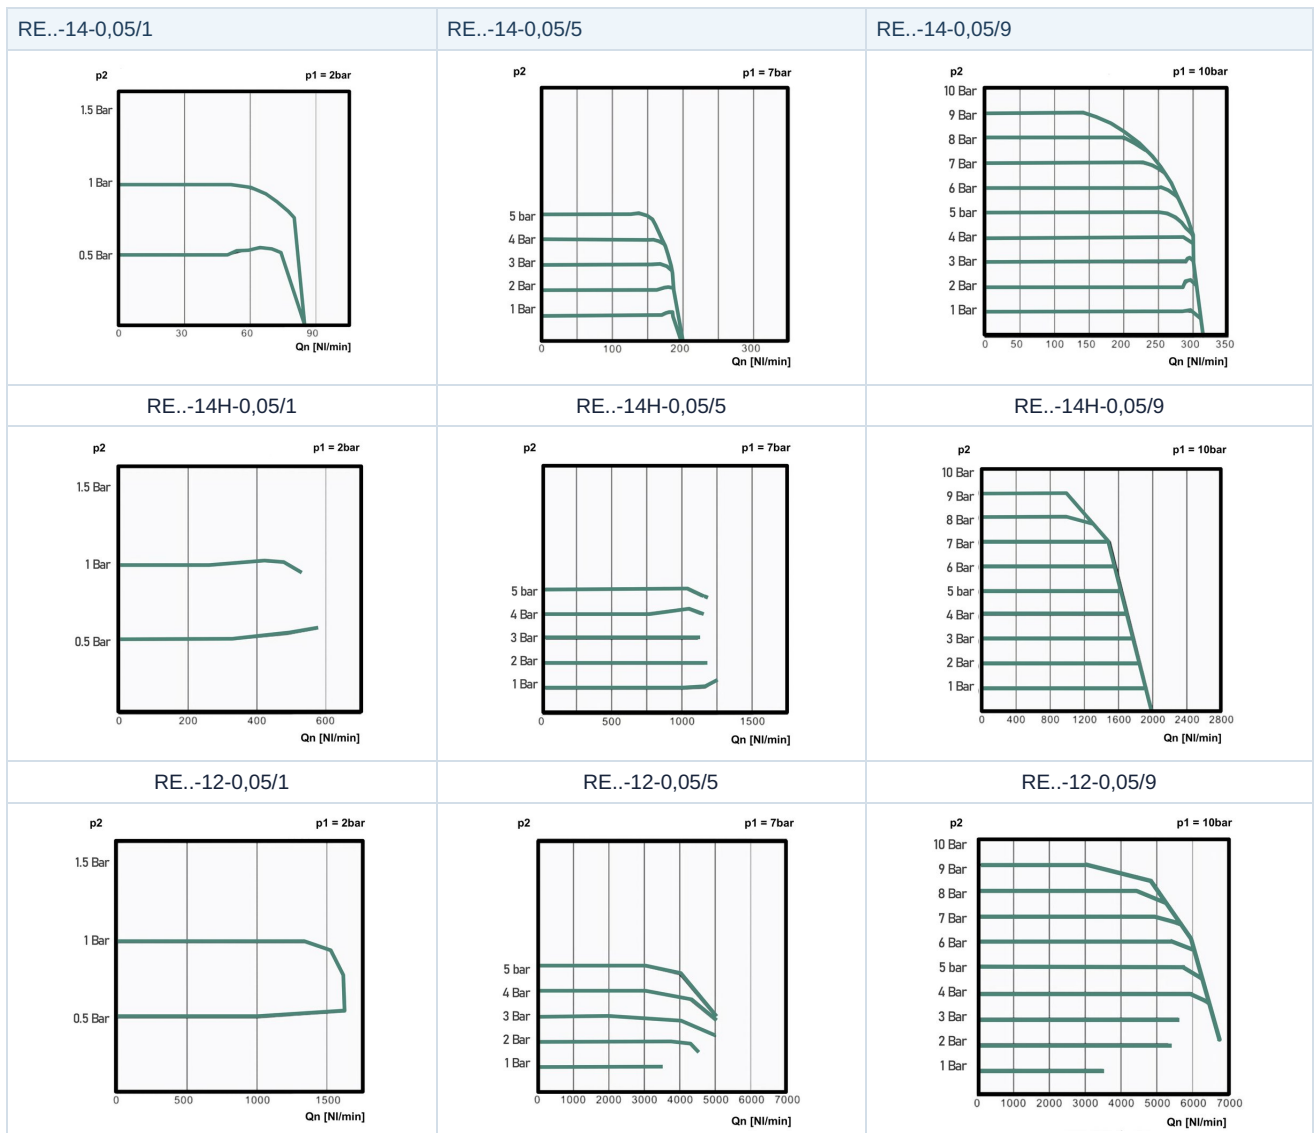 RE..-14-0,05/1
RE..-14-0,05/5
RE..-14-0,05/9
p2
p1 = 2bar
1.5 Bar
1 Bar
0.5 Bar
0 30 60 90
Qn [Nl/min]
p2
p1 = 7bar
5 bar
4 Bar
3 Bar
2 Bar
1 Bar
0 100 200 300
Qn [Nl/min]
p2
p1 = 10bar
10 Bar
9 Bar
8 Bar
7 Bar
6 Bar
5 bar
4 Bar
3 Bar
2 Bar
1 Bar
0 50 100 150 200 250 300 350
Qn [Nl/min]
RE..-14H-0,05/1
RE..-14H-0,05/5
RE..-14H-0,05/9
p2
p1 = 2bar
1.5 Bar
1 Bar
0.5 Bar
0 200 400 600
Qn [Nl/min]
p2
p1 = 7bar
5 bar
4 Bar
3 Bar
2 Bar
1 Bar
0 500 1000 1500
Qn [Nl/min]
p2
p1 = 10bar
10 Bar
9 Bar
8 Bar
7 Bar
6 Bar
5 bar
4 Bar
3 Bar
2 Bar
1 Bar
0 400 800 1200 1600 2000 2400 2800
Qn [Nl/min]
RE..-12-0,05/1
RE..-12-0,05/5
RE..-12-0,05/9
p2
p1 = 2bar
1.5 Bar
1 Bar
0.5 Bar
0 500 1000 1500
Qn [Nl/min]
p2
p1 = 7bar
5 bar
4 Bar
3 Bar
2 Bar
1 Bar
0 1000 2000 3000 4000 5000 6000 7000
Qn [Nl/min]
p2
p1 = 10bar
10 Bar
9 Bar
8 Bar
7 Bar
6 Bar
5 bar
4 Bar
3 Bar
2 Bar
1 Bar
0 1000 2000 3000 4000 5000 6000 7000
Qn [Nl/min]